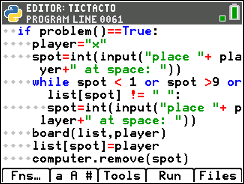 EDITOR: TICTACTO
PROGRAM LINE 0061
if problem()==True:
player="x"
spot=int(input("place "+ pla
yer+" at space: "))
while spot < 1 or spot >9 or
list[spot] != " ":
spot=int(input("place "+ p
layer+" at space: "))
board(list,player)
list[spot]=player
computer.remove(spot)
Fns… a A # Tools Run Files